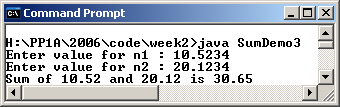 Command Prompt
H:\PP1A\2006\code\week2>java SumDemo3
Enter value for n1 : 10.5234
Enter value for n2 : 20.1234
Sum of 10.52 and 20.12 is 30.65